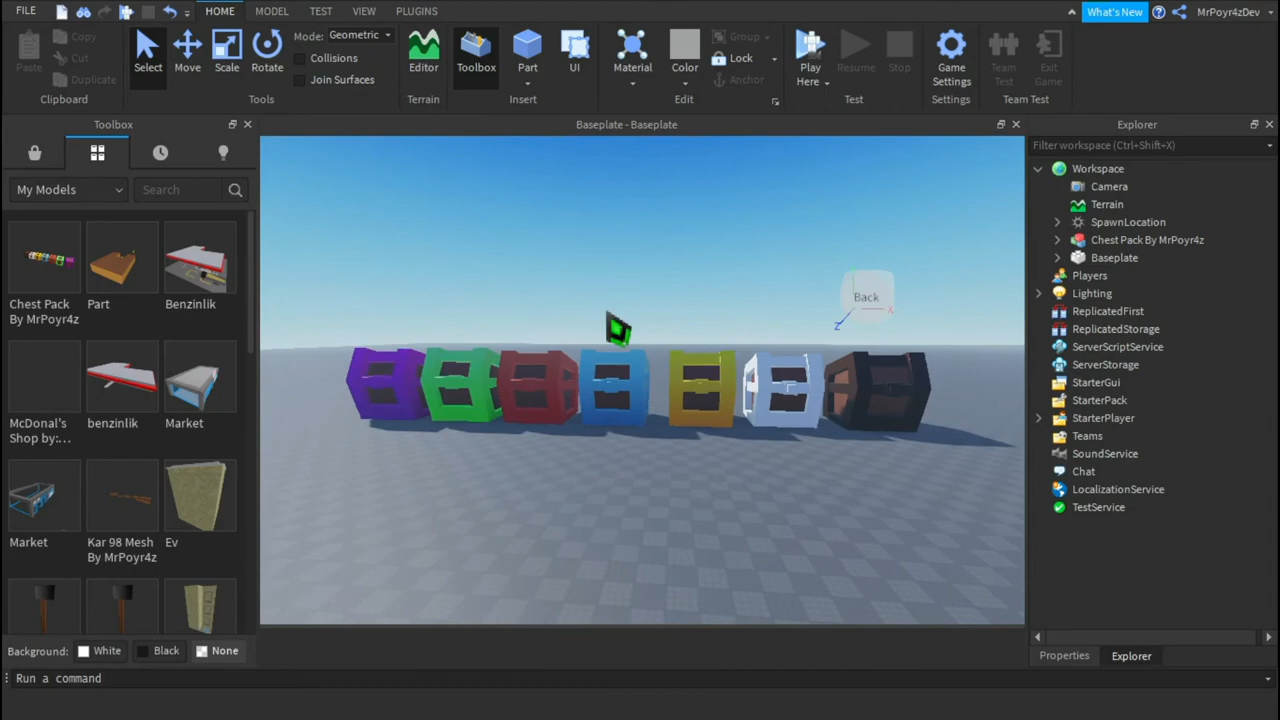 FILE HOME MODEL TEST VIEW PLUGINS What's New MrPoyr4zDev
Paste Copy Cut Duplicate Select Move Scale Rotate Mode: Geometric Collisions Join Surfaces Editor Toolbox Part UI Material Color Group Lock Anchor Play Here Resume Stop Game Settings Team Test Exit Game
Clipboard Tools Terrain Insert Edit Test Settings Team Test
Toolbox
My Models Search
Chest Pack By MrPoyr4z
Part
Benzinlik
McDonal's Shop by:...
benzinlik
Market
Market
Kar 98 Mesh By MrPoyr4z
Ev
Background: White Black None
Baseplate - Baseplate
Back
X
Z
Explorer
Filter workspace (Ctrl+Shift+X)
Workspace
Camera
Terrain
SpawnLocation
Chest Pack By MrPoyr4z
Baseplate
Players
Lighting
ReplicatedFirst
ReplicatedStorage
ServerScriptService
ServerStorage
StarterGui
StarterPack
StarterPlayer
Teams
SoundService
Chat
LocalizationService
TestService
Properties Explorer
Run a command